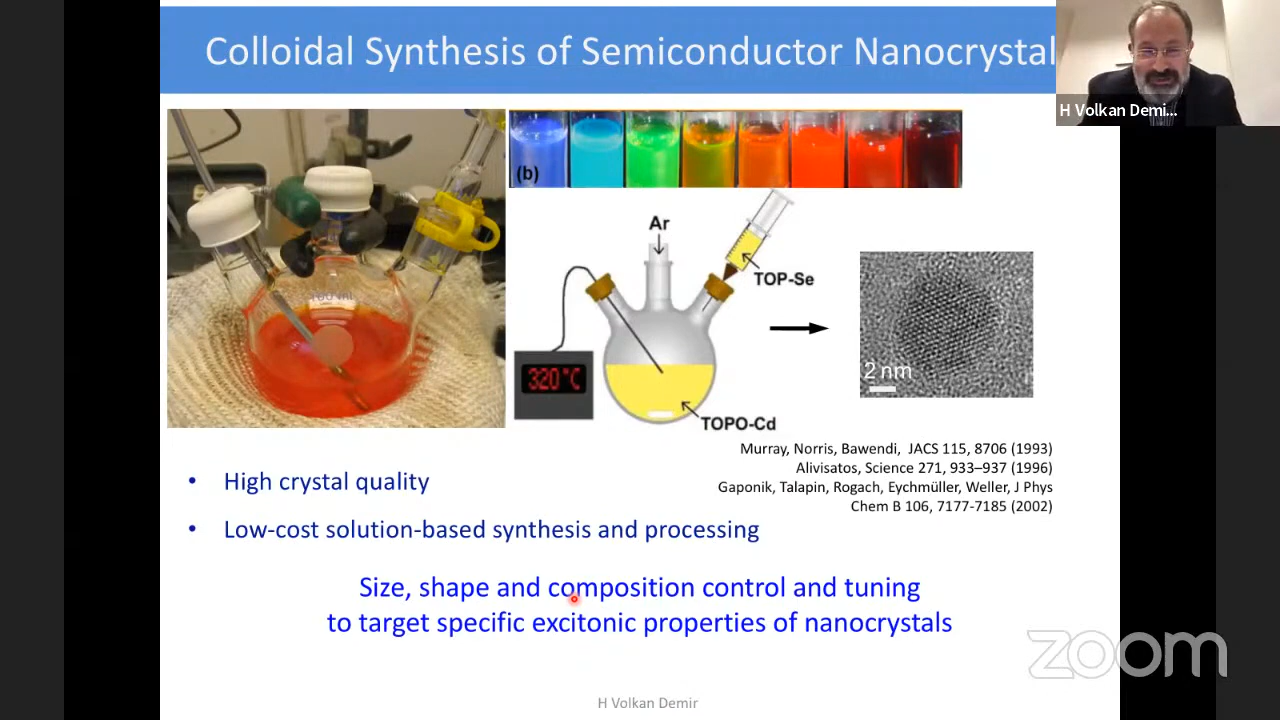 Colloidal Synthesis of Semiconductor Nanocrystal
H Volkan Demi...
(b)
Ar
TOP-Se
320°C
2 nm
TOPO-Cd
Murray, Norris, Bawendi, JACS 115, 8706 (1993)
Alivisatos, Science 271, 933–937 (1996)
Gaponik, Talapin, Rogach, Eychmüller, Weller, J Phys
Chem B 106, 7177-7185 (2002)
• High crystal quality
• Low-cost solution-based synthesis and processing
Size, shape and composition control and tuning
to target specific excitonic properties of nanocrystals
zoom
H Volkan Demir